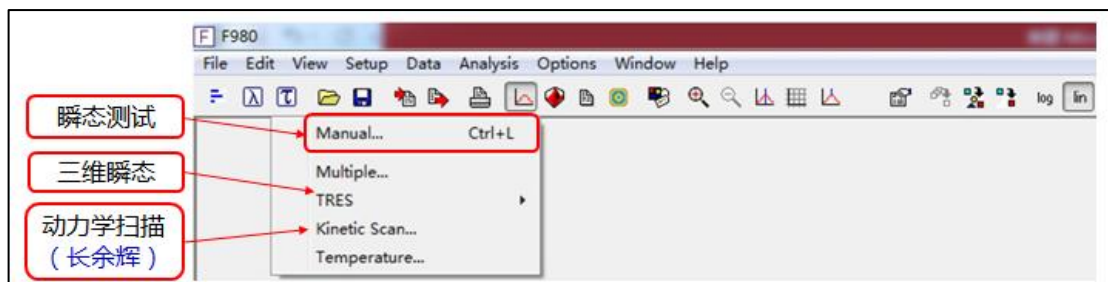 F F980
File Edit View Setup Data Analysis Options Window Help
λ τ log lin
瞬态测试
Manual... Ctrl+L
三维瞬态
Multiple...
TRES
动力学扫描
（长余辉）
Kinetic Scan...
Temperature...